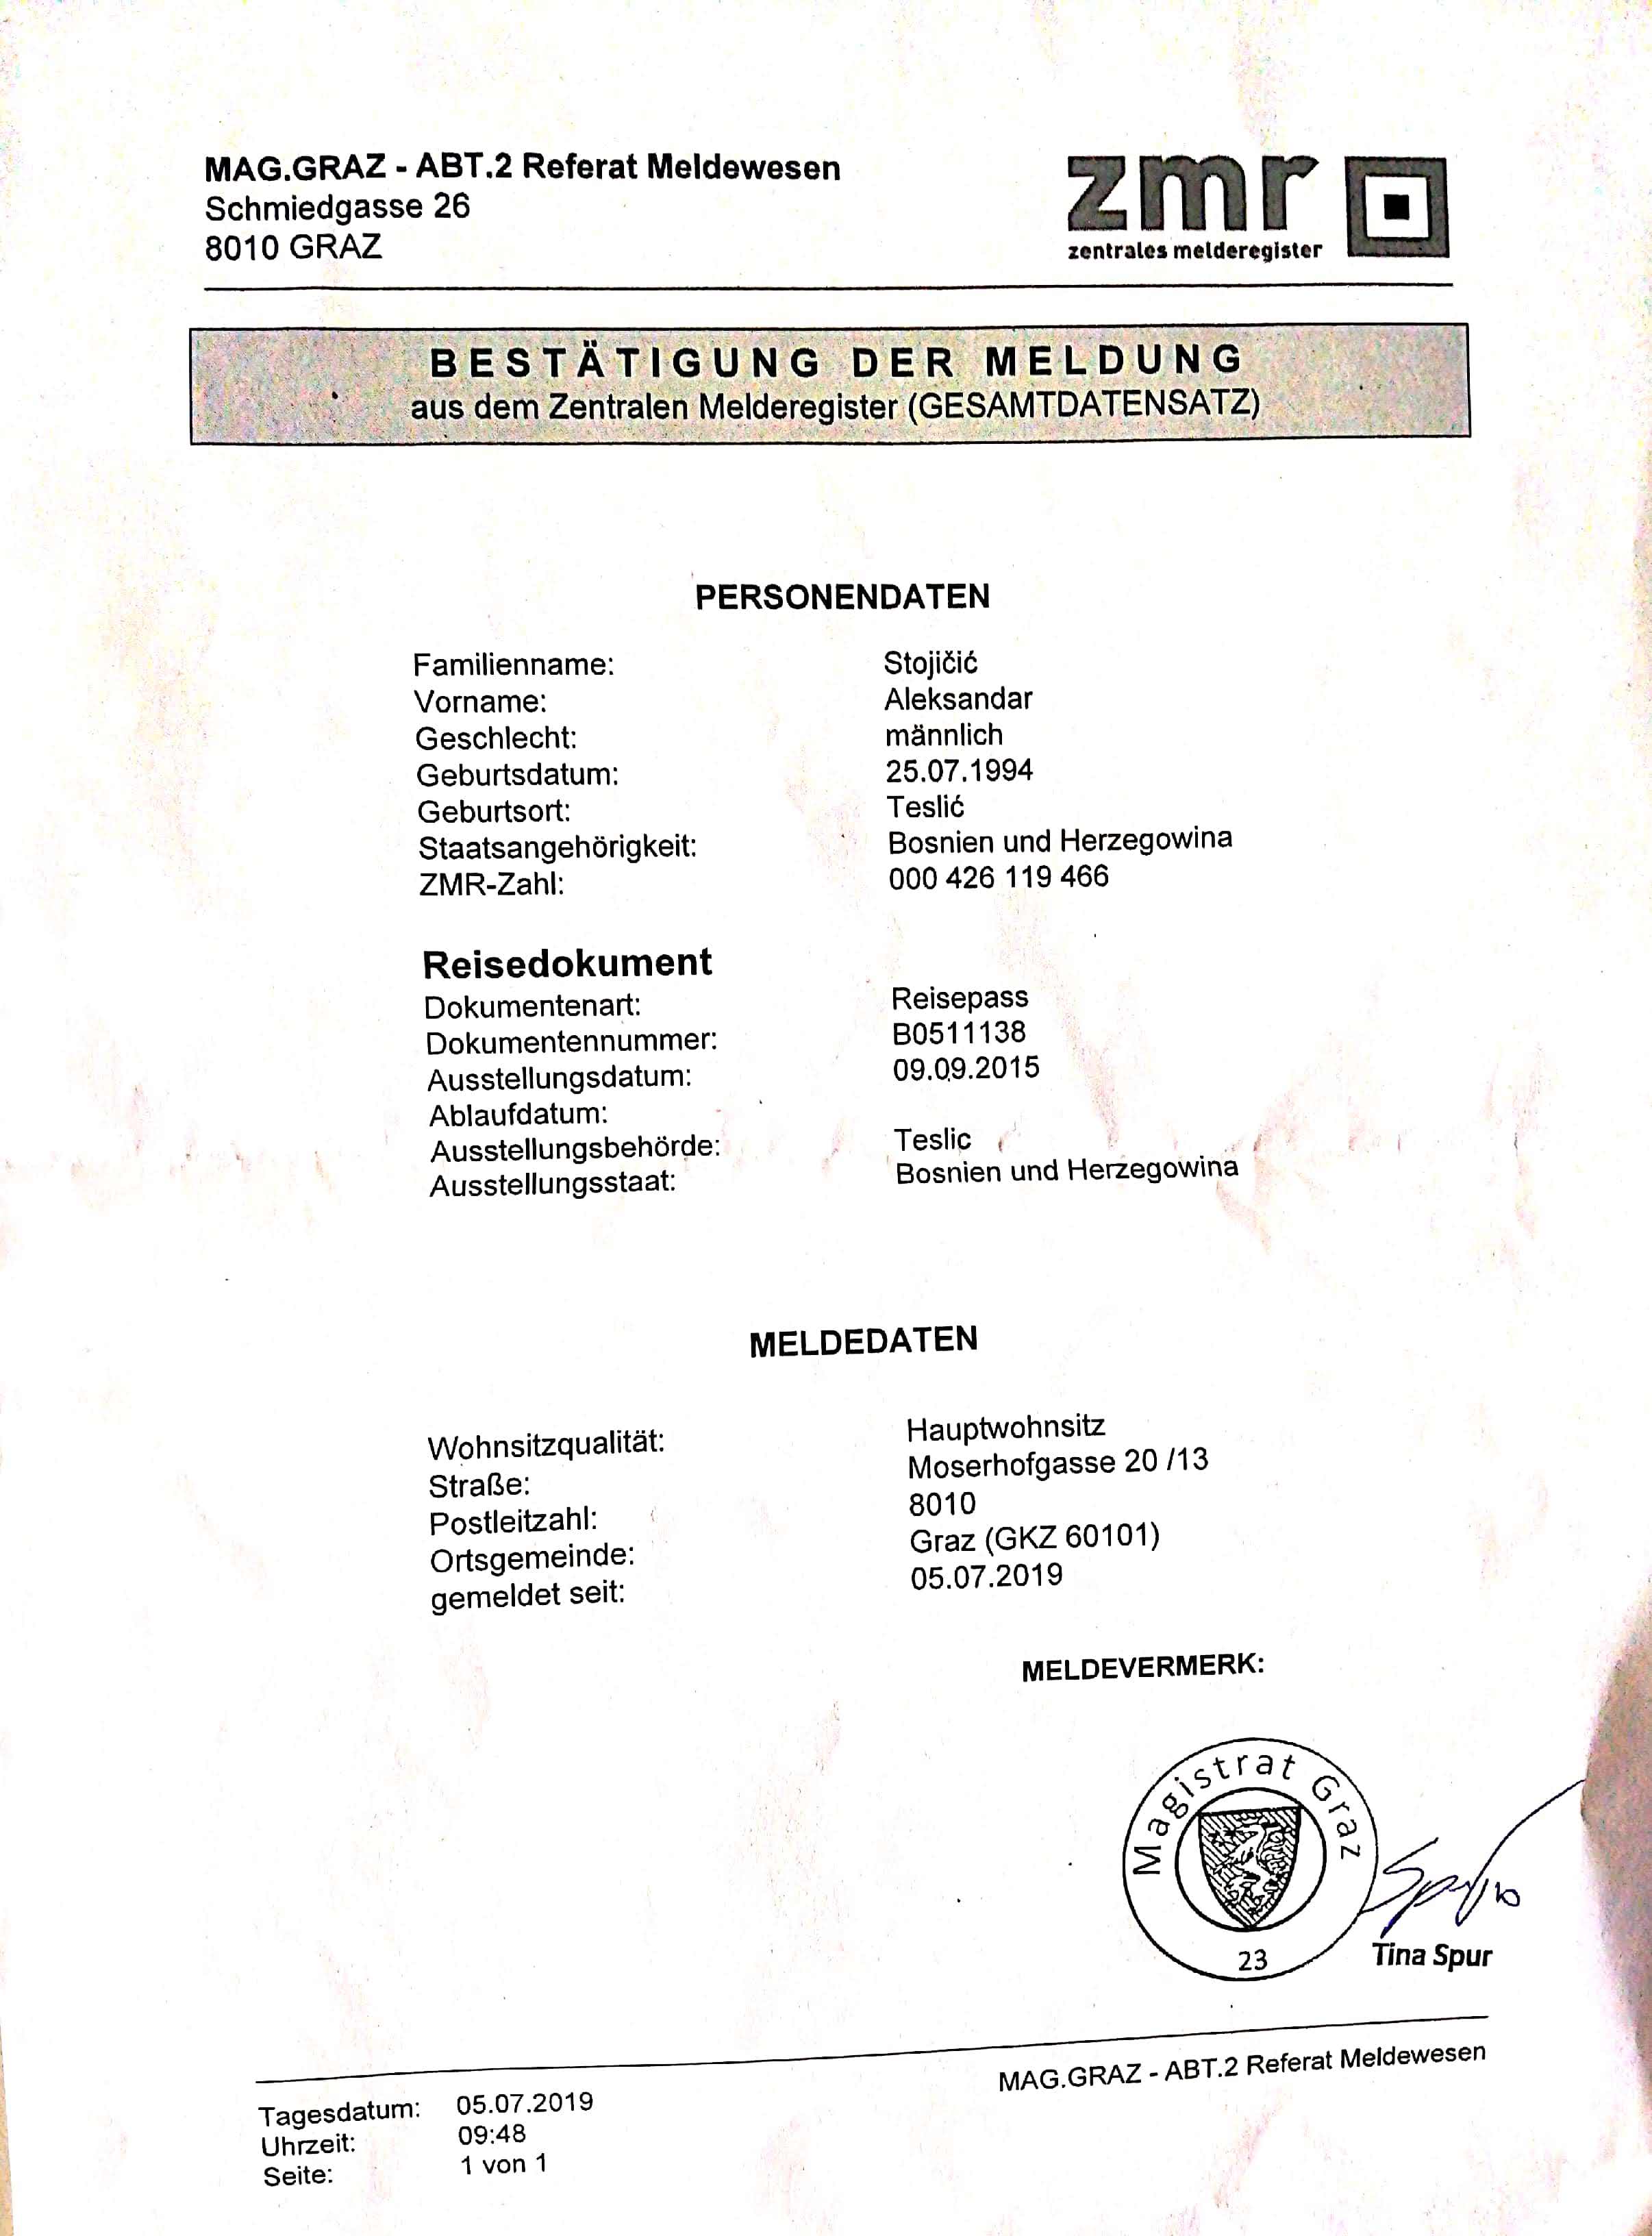 MAG.GRAZ - ABT.2 Referat Meldewesen
Schmiedgasse 26
8010 GRAZ
zmr
zentrales melderegister
BESTÄTIGUNG DER MELDUNG
aus dem Zentralen Melderegister (GESAMTDATENSATZ)
PERSONENDATEN
Familienname: Stojičić
Vorname: Aleksandar
Geschlecht: männlich
Geburtsdatum: 25.07.1994
Geburtsort: Teslić
Staatsangehörigkeit: Bosnien und Herzegowina
ZMR-Zahl: 000 426 119 466
Reisedokument
Dokumentenart: Reisepass
Dokumentennummer: B0511138
Ausstellungsdatum: 09.09.2015
Ablaufdatum:
Ausstellungsbehörde: Teslic
Ausstellungsstaat: Bosnien und Herzegowina
MELDEDATEN
Wohnsitzqualität: Hauptwohnsitz
Straße: Moserhofgasse 20 /13
Postleitzahl: 8010
Ortsgemeinde: Graz (GKZ 60101)
gemeldet seit: 05.07.2019
MELDEVERMERK:
Magistrat Graz
23
Tina Spur
MAG.GRAZ - ABT.2 Referat Meldewesen
Tagesdatum: 05.07.2019
Uhrzeit: 09:48
Seite: 1 von 1